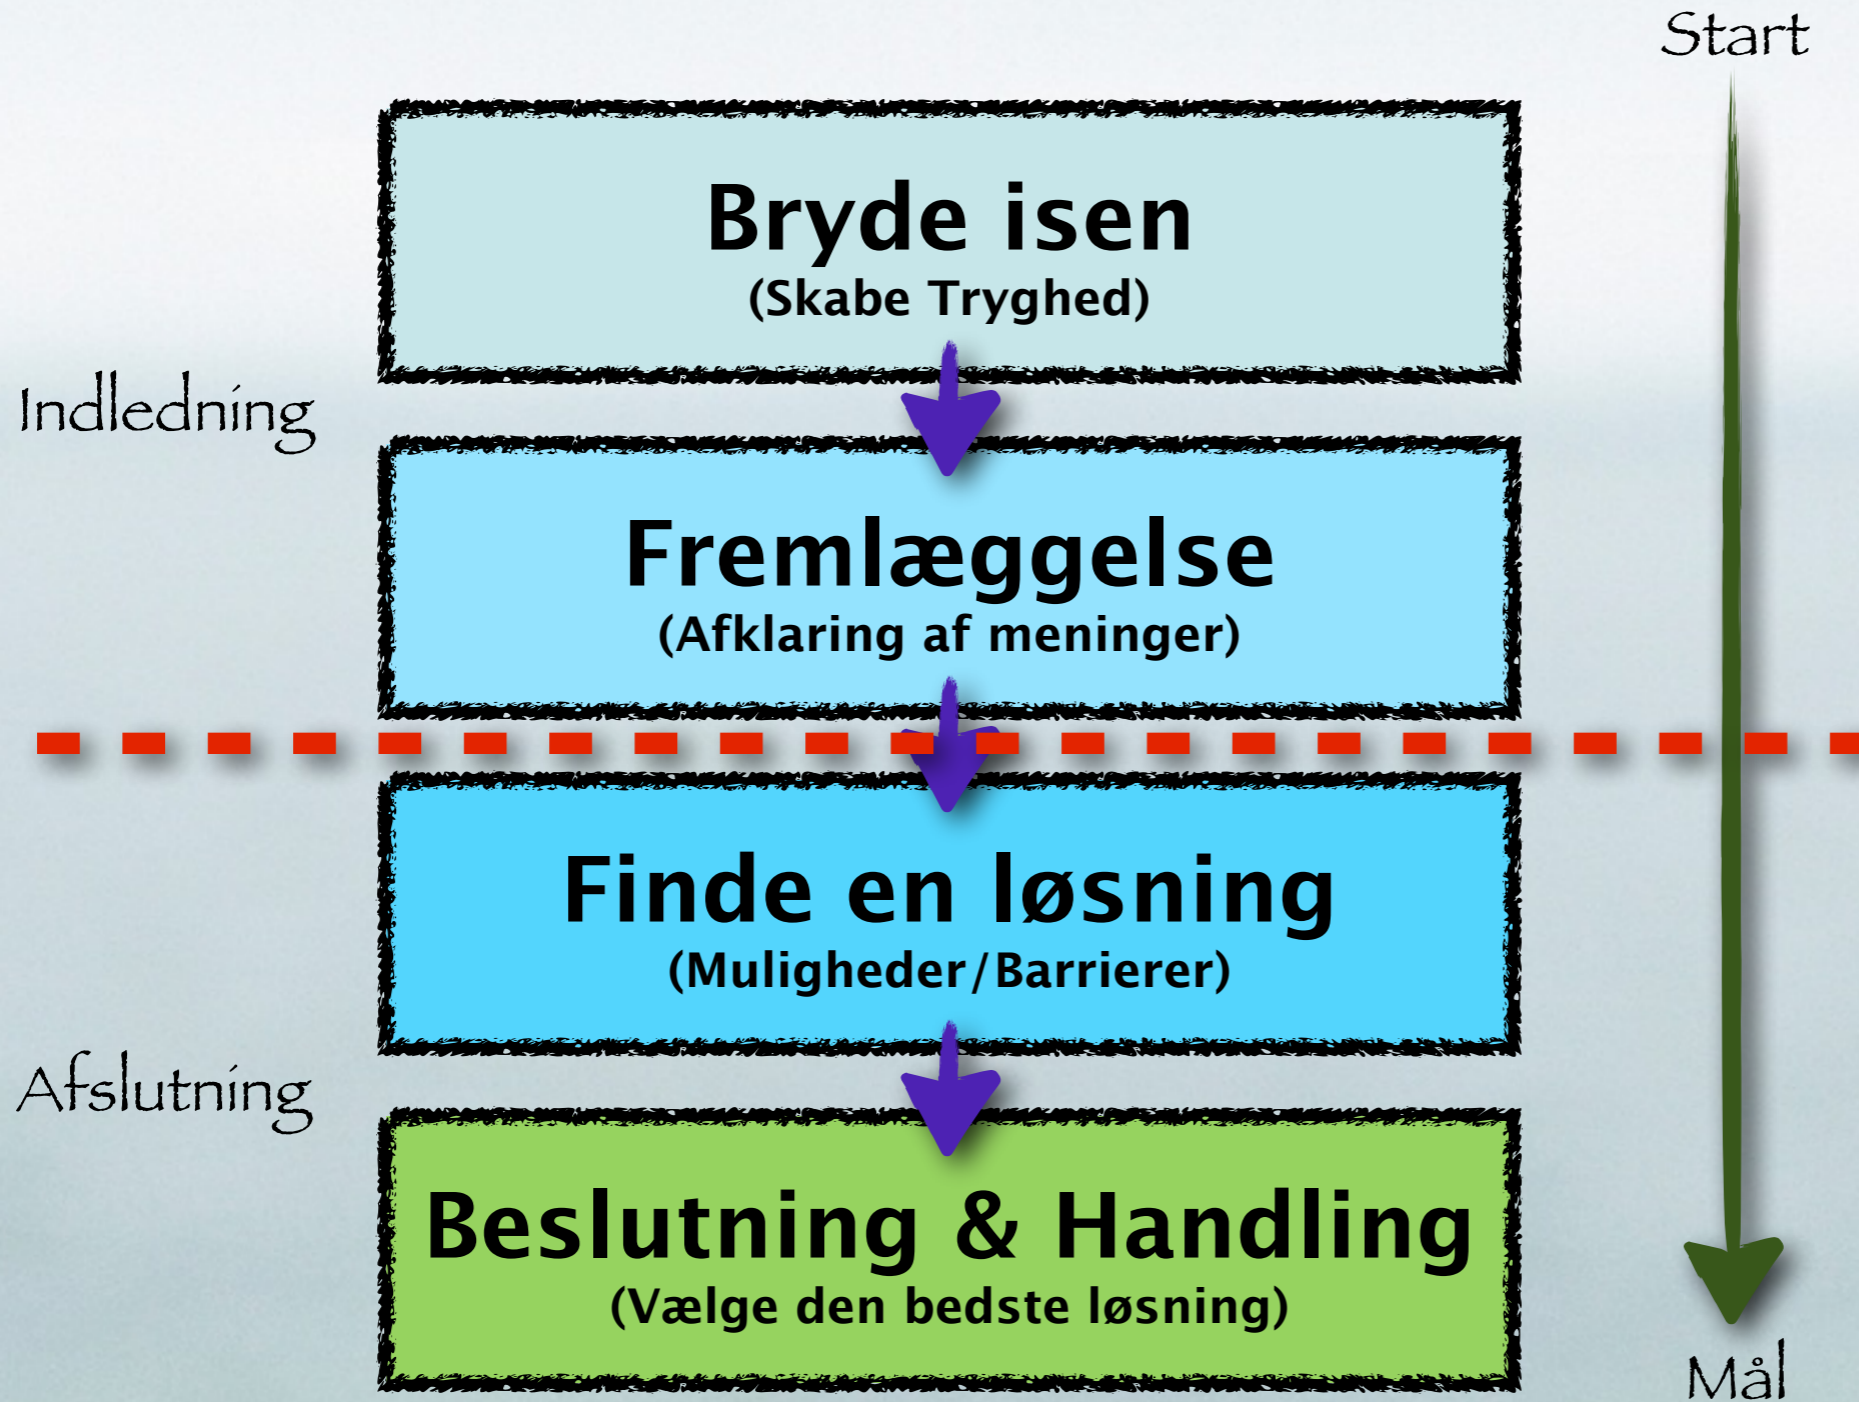 Start
Bryde isen
(Skabe Tryghed)
Indledning
Fremlæggelse
(Afklaring af meninger)
Finde en løsning
(Muligheder/Barrierer)
Afslutning
Beslutning & Handling
(Vælge den bedste løsning)
Mål